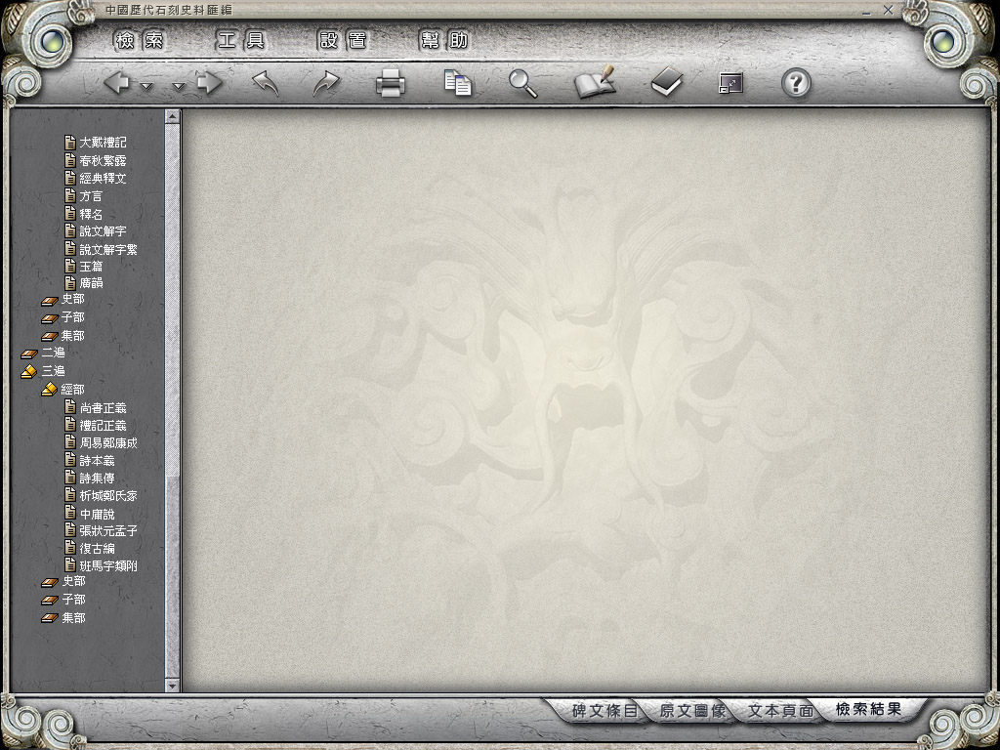 中國歷代石刻史料匯編
檢索 工具 設置 幫助
大戴禮記
春秋繁露
經典釋文
方言
釋名
說文解字
說文解字繫
玉篇
廣韻
史部
子部
集部
二遍
三遍
經部
尚書正義
禮記正義
周易鄭康成
詩本義
詩集傳
析城鄭氏家
中庸說
張狀元孟子
復古編
班馬字類附
史部
子部
集部
碑文條目 原文圖像 文本頁面 檢索結果